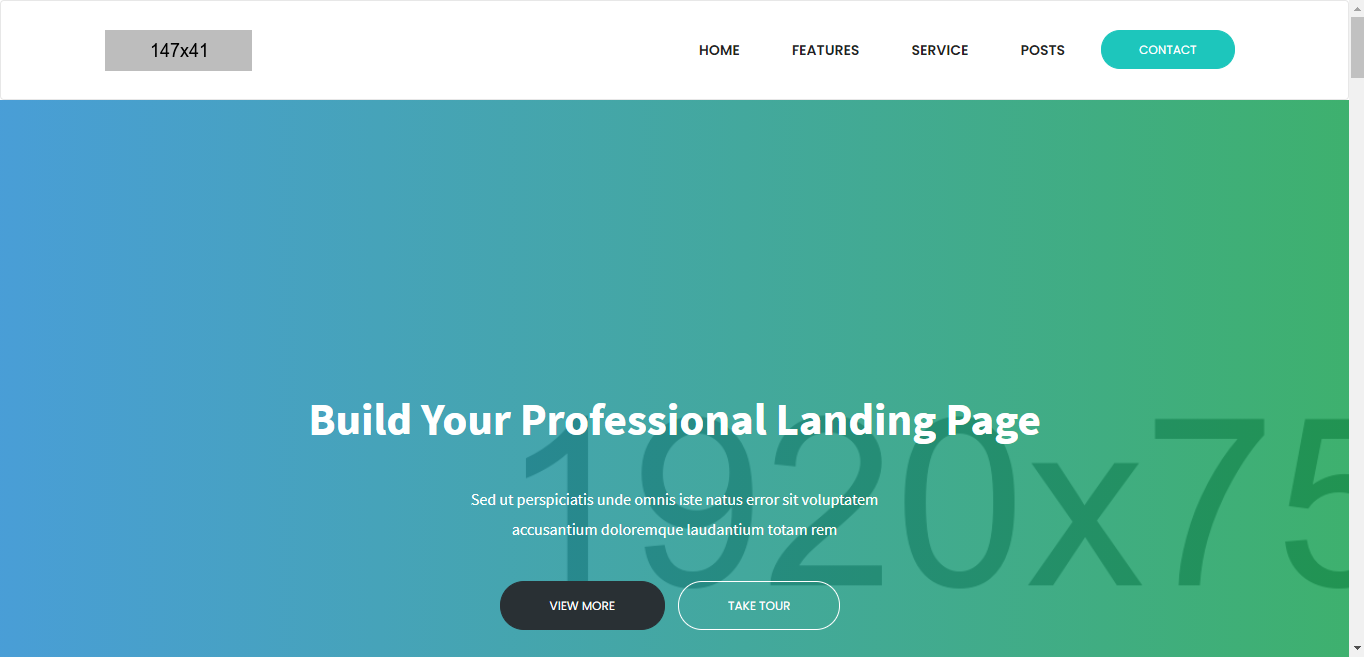 147x41
HOME
FEATURES
SERVICE
POSTS
CONTACT
Build Your Professional Landing Page
1920x75
Sed ut perspiciatis unde omnis iste natus error sit voluptatem
accusantium doloremque laudantium totam rem
VIEW MORE
TAKE TOUR